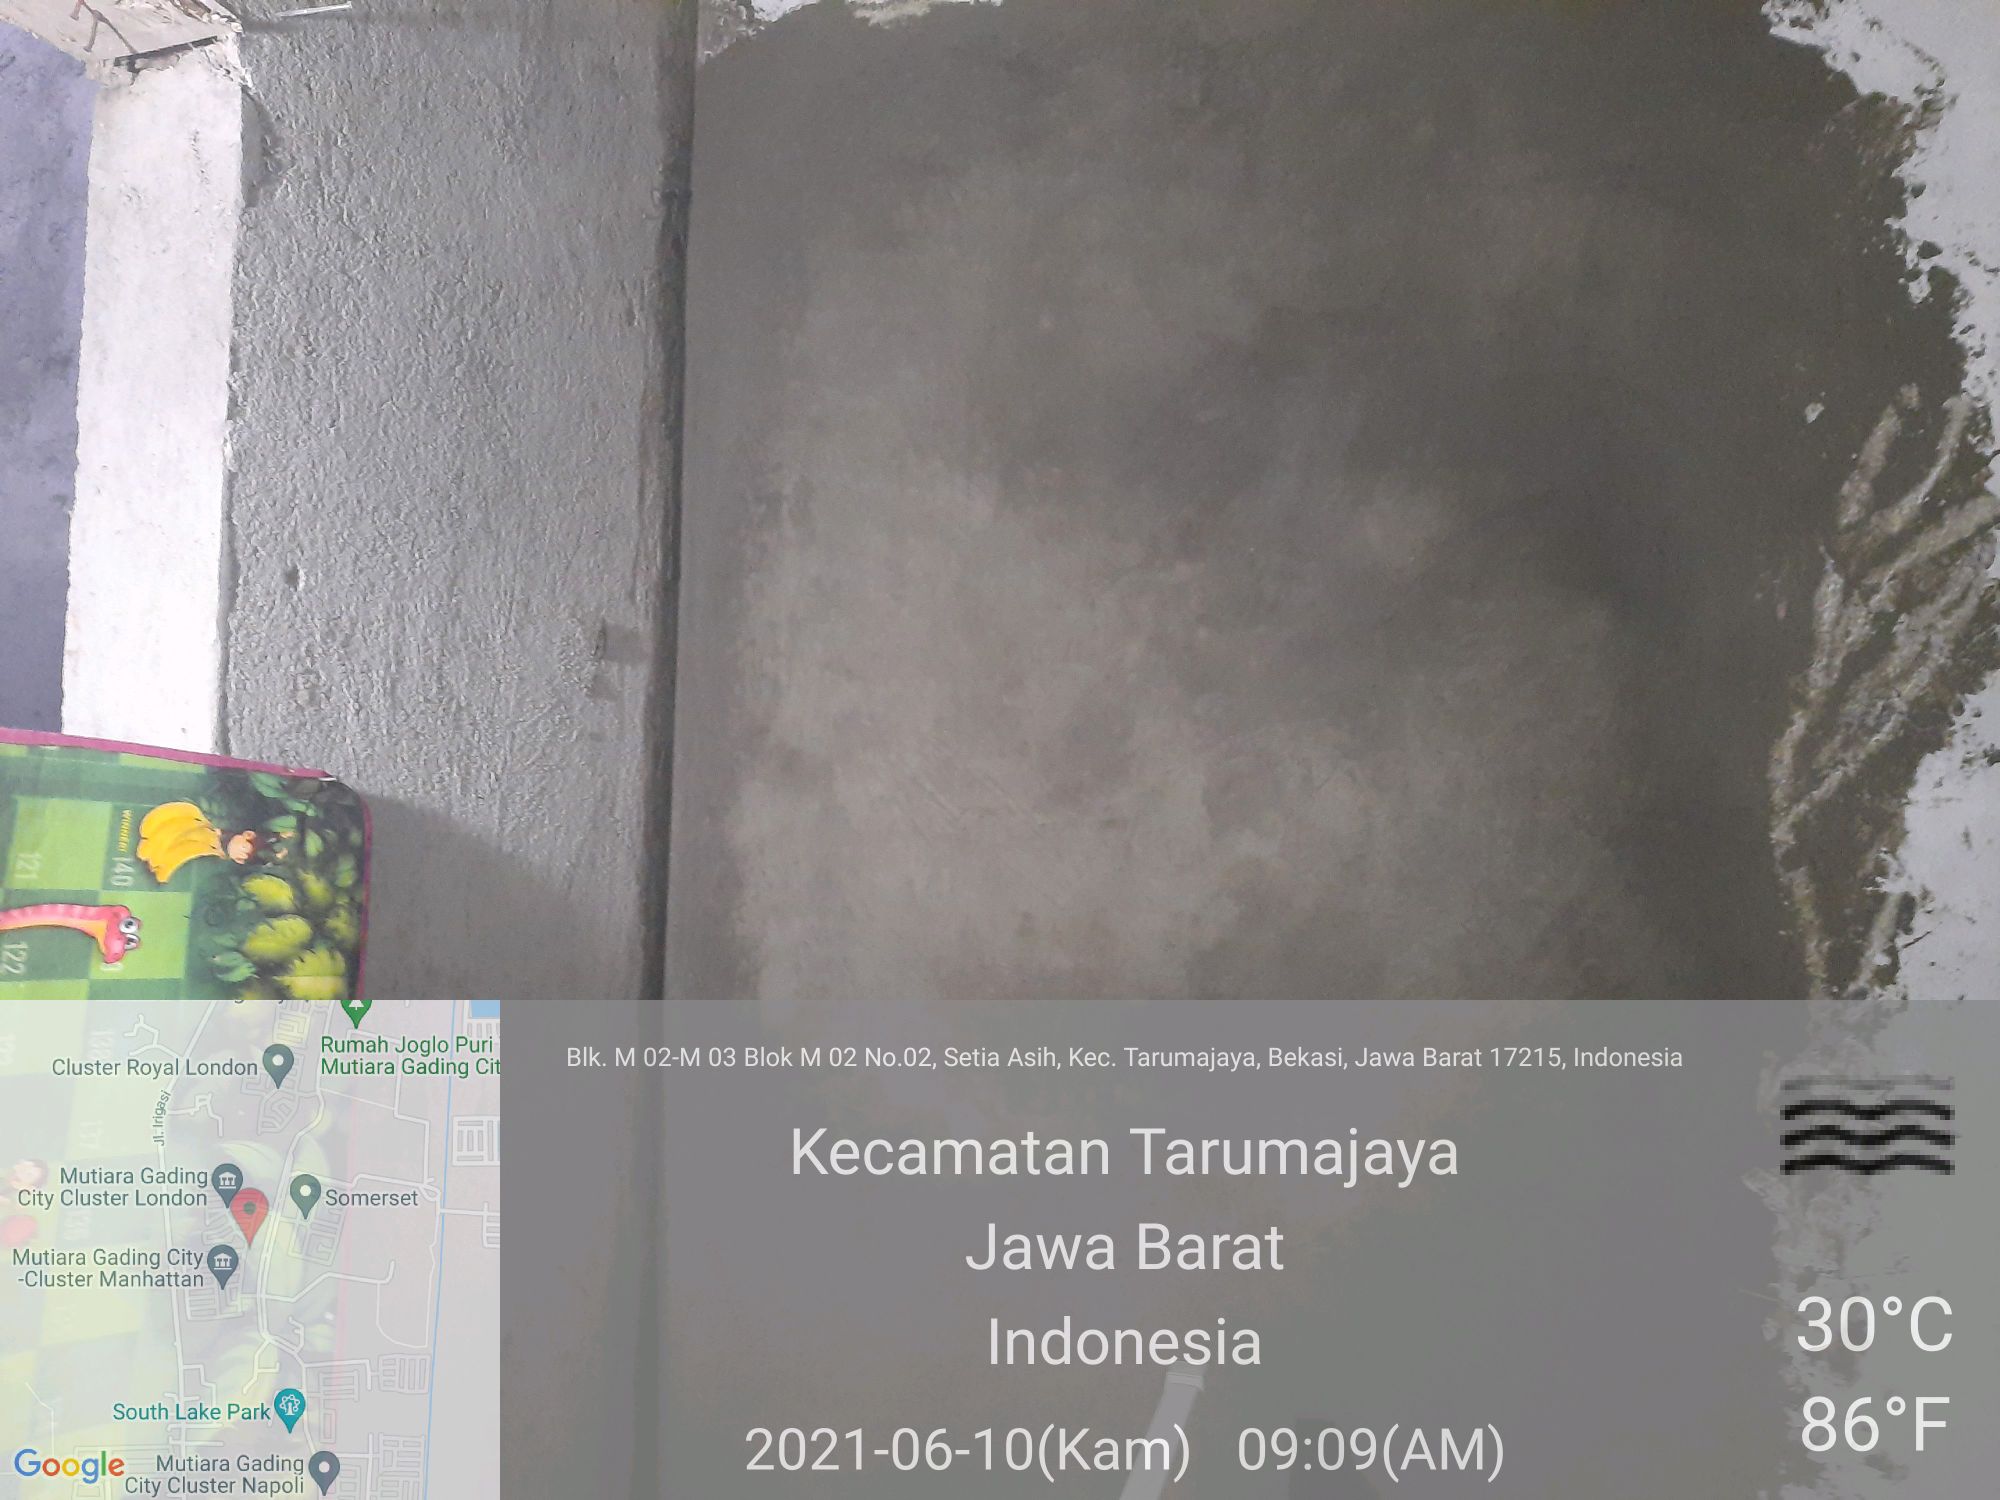 WINNER!
140
121
122
Rumah Joglo Puri
Mutiara Gading Cit
Cluster Royal London
Jl. Irigasi
Mutiara Gading
City Cluster London
Somerset
Mutiara Gading City
-Cluster Manhattan
South Lake Park
Google
Mutiara Gading
City Cluster Napoli
Blk. M 02-M 03 Blok M 02 No.02, Setia Asih, Kec. Tarumajaya, Bekasi, Jawa Barat 17215, Indonesia
Kecamatan Tarumajaya
Jawa Barat
Indonesia
2021-06-10(Kam) 09:09(AM)
30°C
86°F